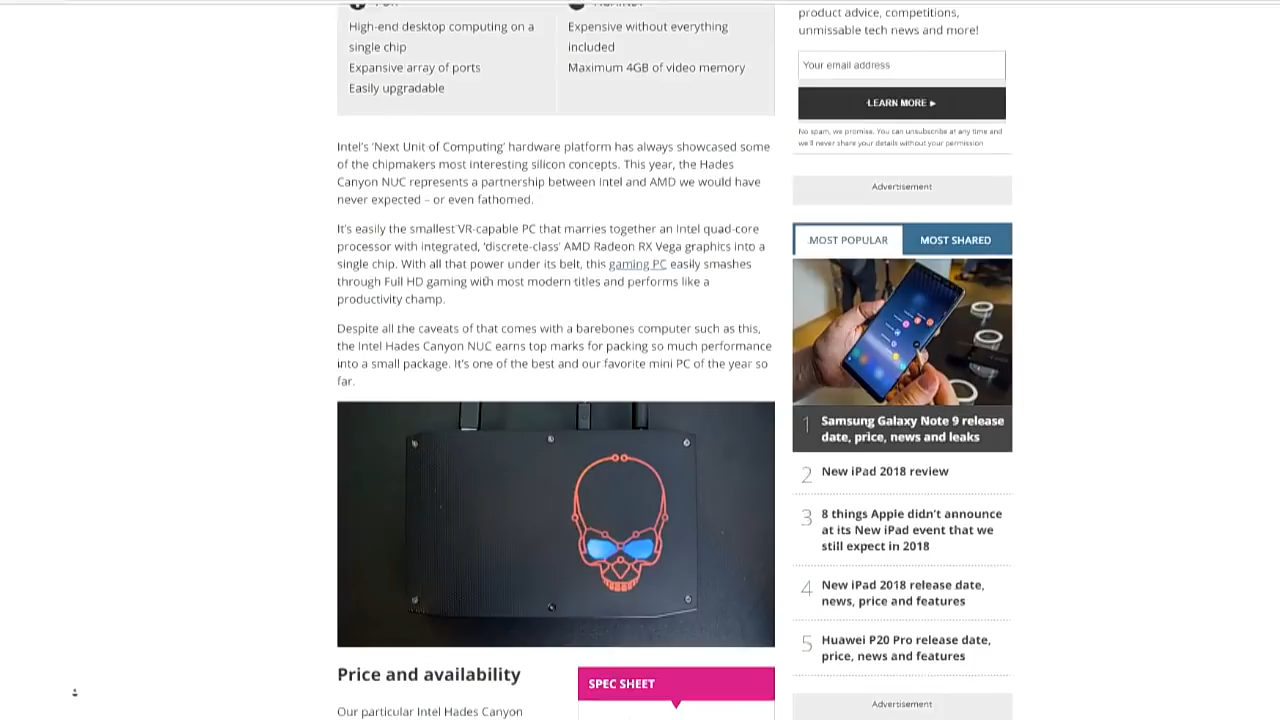 High-end desktop computing on a
single chip
Expansive array of ports
Easily upgradable
Expensive without everything
included
Maximum 4GB of video memory
Intel's 'Next Unit of Computing' hardware platform has always showcased some
of the chipmakers most interesting silicon concepts. This year, the Hades
Canyon NUC represents a partnership between Intel and AMD we would have
never expected – or even fathomed.
It's easily the smallest VR-capable PC that marries together an Intel quad-core
processor with integrated, 'discrete-class' AMD Radeon RX Vega graphics into a
single chip. With all that power under its belt, this gaming PC easily smashes
through Full HD gaming with most modern titles and performs like a
productivity champ.
Despite all the caveats of that comes with a barebones computer such as this,
the Intel Hades Canyon NUC earns top marks for packing so much performance
into a small package. It's one of the best and our favorite mini PC of the year so
far.
Price and availability
Our particular Intel Hades Canyon
SPEC SHEET
product advice, competitions,
unmissable tech news and more!
Your email address
LEARN MORE ►
No spam, we promise. You can unsubscribe at any time and
we'll never share your details without your permission
Advertisement
MOST POPULAR
MOST SHARED
1 Samsung Galaxy Note 9 release
date, price, news and leaks
2 New iPad 2018 review
3 8 things Apple didn't announce
at its New iPad event that we
still expect in 2018
4 New iPad 2018 release date,
news, price and features
5 Huawei P20 Pro release date,
price, news and features
Advertisement